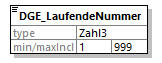 DGE_LaufendeNummer
type Zahl3
min/maxIncl 1 999